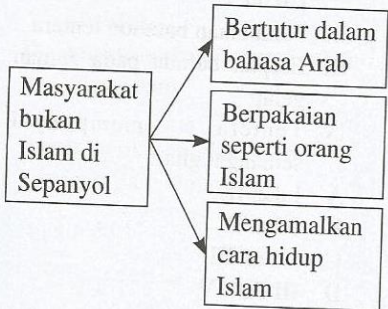 Masyarakat
bukan
Islam di
Sepanyol
Bertutur dalam
bahasa Arab
Berpakaian
seperti orang
Islam
Mengamalkan
cara hidup
Islam